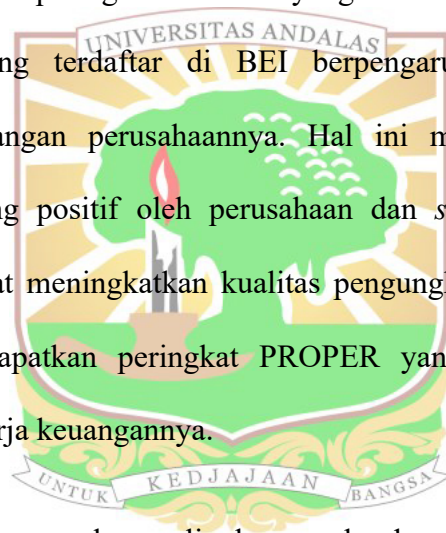 UNIVERSITAS ANDALAS
ng terdaftar di BEI berpengaru
angan perusahaannya. Hal ini m
ng positif oleh perusahaan dan s
at meningkatkan kualitas pengungk
apatkan peringkat PROPER yan
rja keuangannya.
UNTUK KEDJAJAAN BANGSA